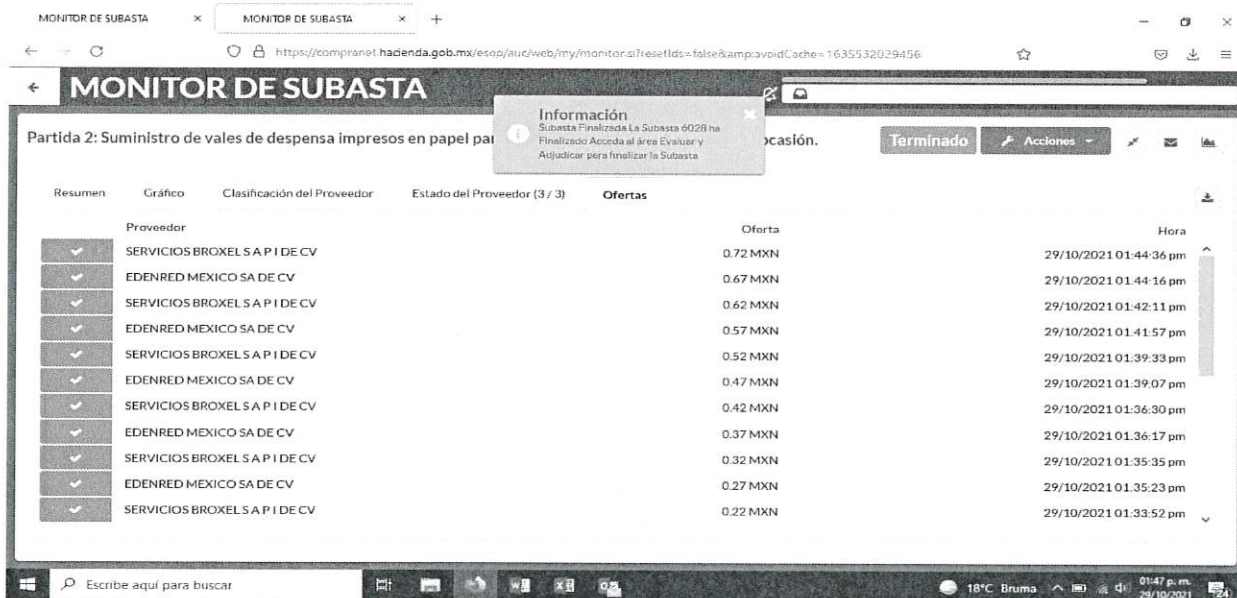 MONITOR DE SUBASTA × MONITOR DE SUBASTA × +
https://compranet.hacienda.gob.mx/esop/auc/web/my/monitor.si?resetIds=false&amp;avoidCache=1635532029456
MONITOR DE SUBASTA
Información
Subasta Finalizada La Subasta 6028 ha
Finalizado Acceda al área Evaluar y
Adjudicar para finalizar la Subasta
Partida 2: Suministro de vales de despensa impresos en papel par ocasión. Terminado Acciones
Resumen Gráfico Clasificación del Proveedor Estado del Proveedor (3 / 3) Ofertas
Proveedor Oferta Hora
SERVICIOS BROXEL S A P I DE CV 0.72 MXN 29/10/2021 01:44:36 pm
EDENRED MEXICO SA DE CV 0.67 MXN 29/10/2021 01:44:16 pm
SERVICIOS BROXEL S A P I DE CV 0.62 MXN 29/10/2021 01:42:11 pm
EDENRED MEXICO SA DE CV 0.57 MXN 29/10/2021 01:41:57 pm
SERVICIOS BROXEL S A P I DE CV 0.52 MXN 29/10/2021 01:39:33 pm
EDENRED MEXICO SA DE CV 0.47 MXN 29/10/2021 01:39:07 pm
SERVICIOS BROXEL S A P I DE CV 0.42 MXN 29/10/2021 01:36:30 pm
EDENRED MEXICO SA DE CV 0.37 MXN 29/10/2021 01:36:17 pm
SERVICIOS BROXEL S A P I DE CV 0.32 MXN 29/10/2021 01:35:35 pm
EDENRED MEXICO SA DE CV 0.27 MXN 29/10/2021 01:35:23 pm
SERVICIOS BROXEL S A P I DE CV 0.22 MXN 29/10/2021 01:33:52 pm
Escribe aquí para buscar 18°C Bruma 01:47 p. m.
29/10/2021 24